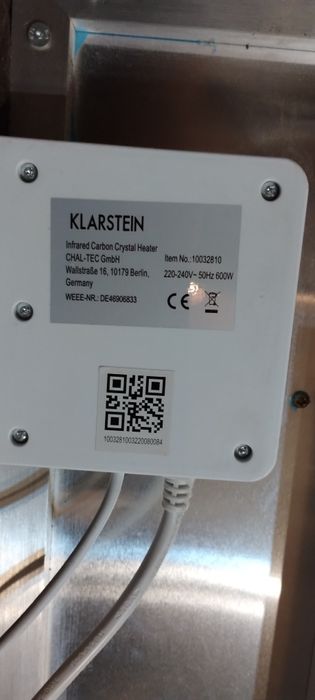 KLARSTEIN
Infrared Carbon Crystal Heater
CHAL-TEC GmbH Item No.:10032810
Wallstraße 16, 10179 Berlin, 220-240V~ 50Hz 600W
Germany
WEEE-NR.: DE46906833 CE
1003281003220080084